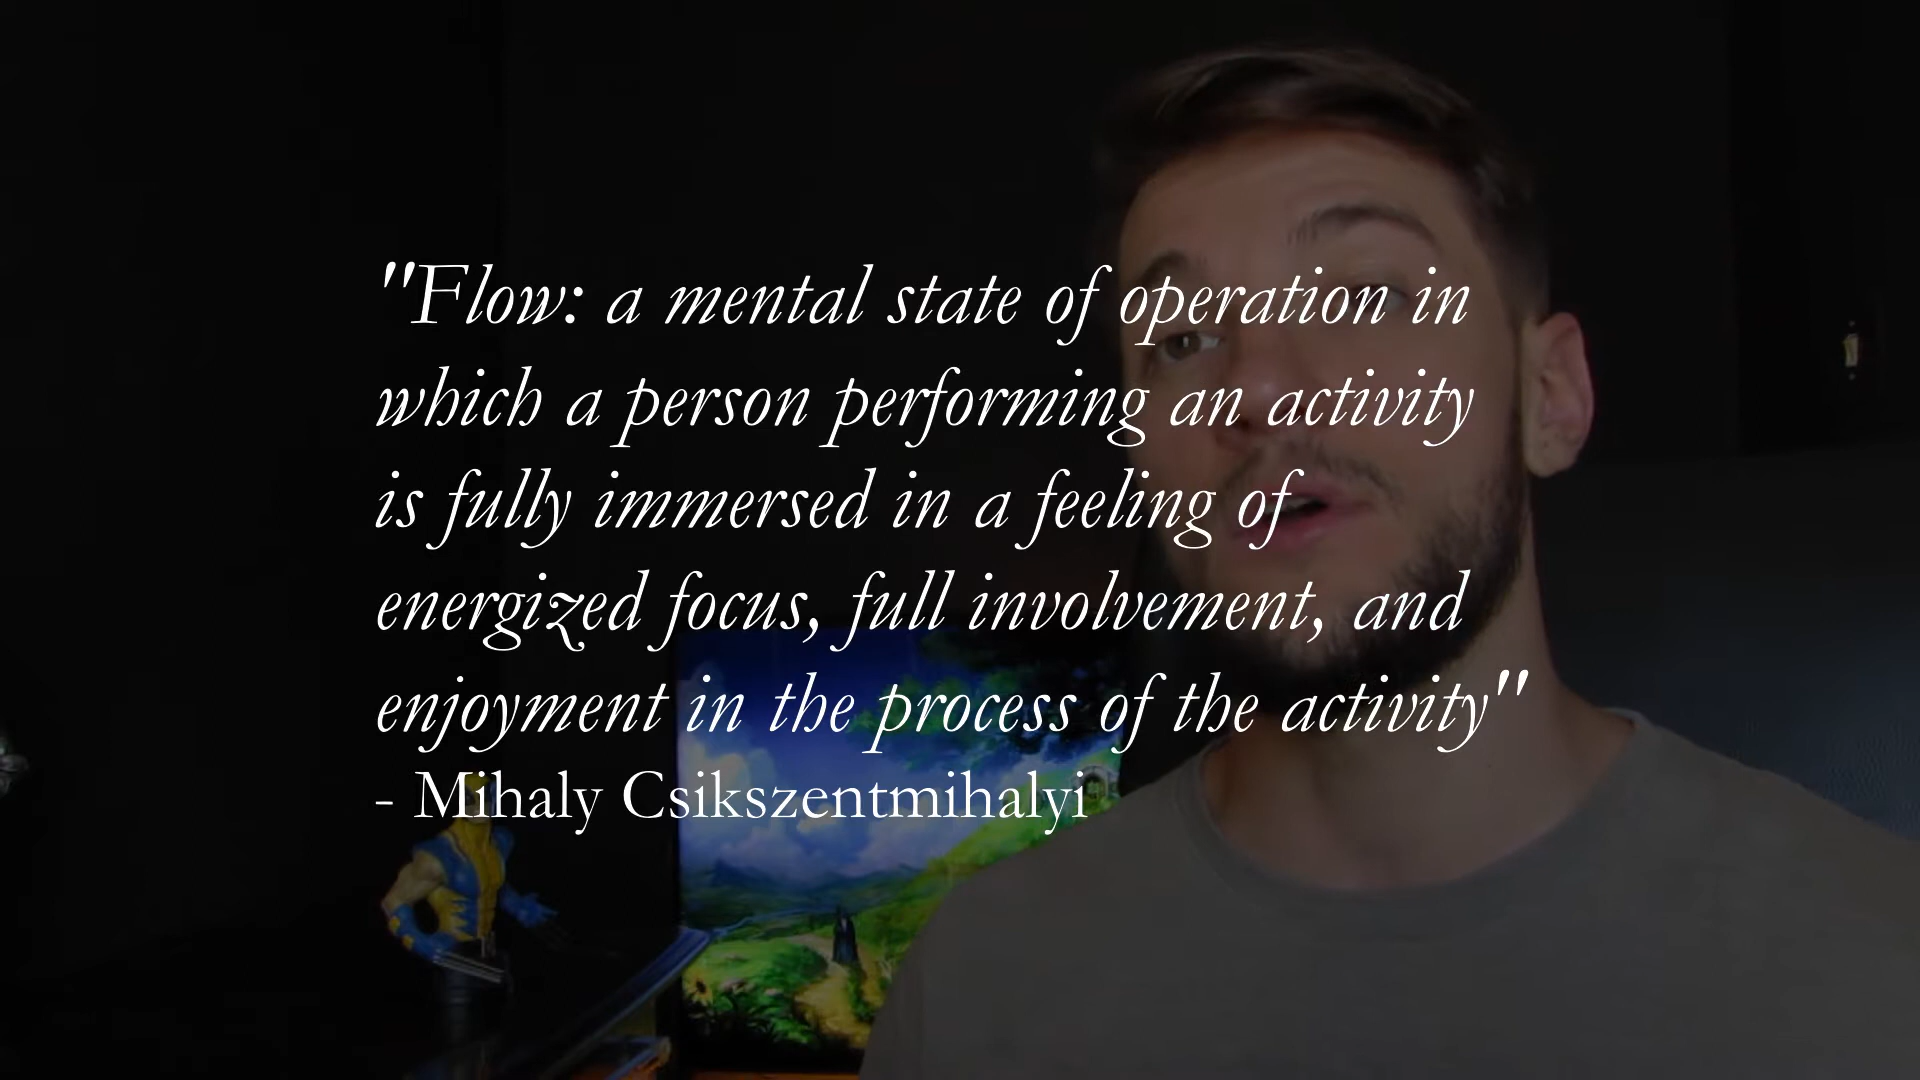 "Flow: a mental state of operation in
which a person performing an activity
is fully immersed in a feeling of
energized focus, full involvement, and
enjoyment in the process of the activity"
- Mihaly Csikszentmihalyi